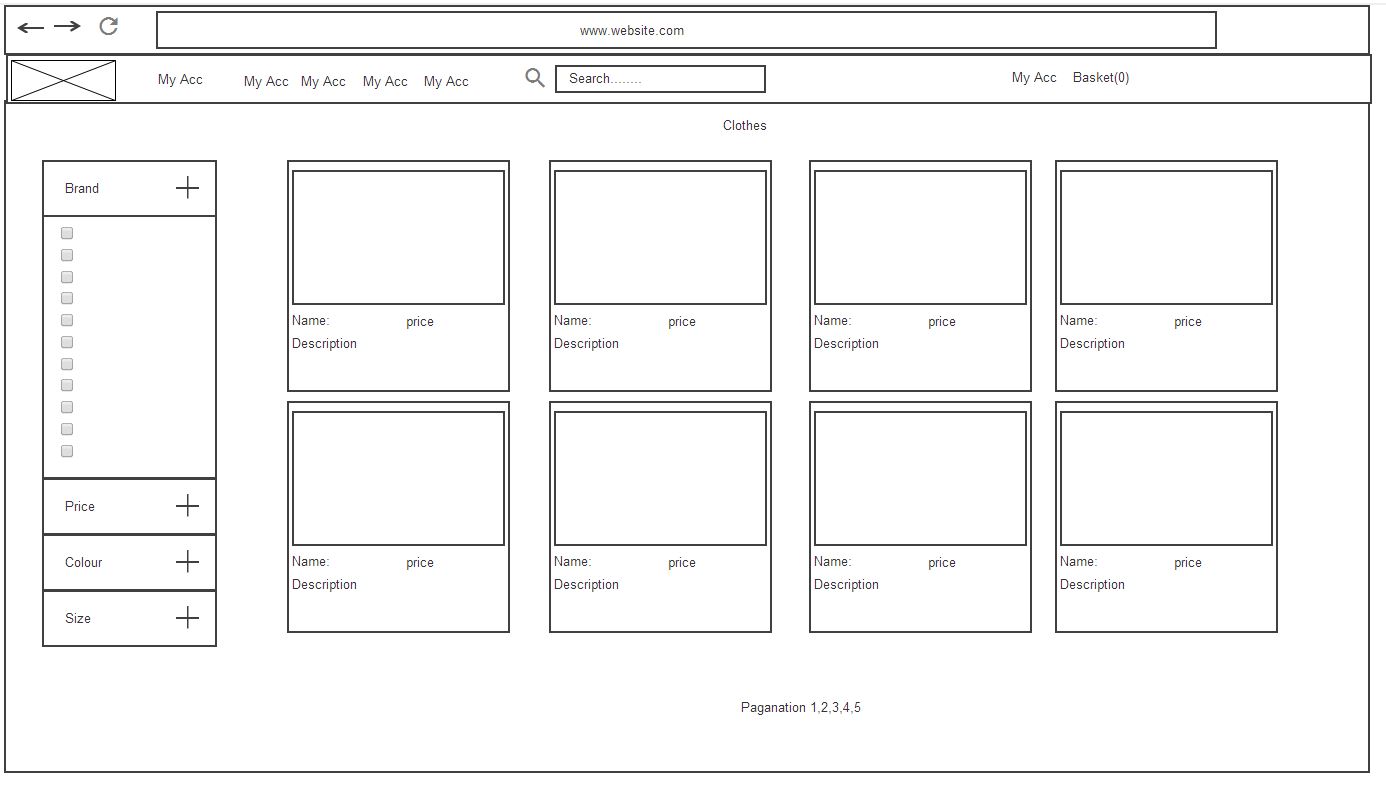 www.website.com
My Acc My Acc My Acc My Acc My Acc Search........ My Acc Basket(0)
Clothes
Brand
Price
Colour
Size
Name: price
Description
Name: price
Description
Name: price
Description
Name: price
Description
Name: price
Description
Name: price
Description
Name: price
Description
Name: price
Description
Paganation 1,2,3,4,5